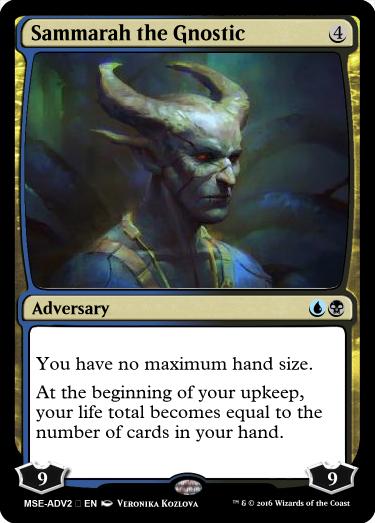 Sammarah the Gnostic 4
Adversary
You have no maximum hand size.
At the beginning of your upkeep,
your life total becomes equal to the
number of cards in your hand.
9 9
MSE-ADV2 □ EN Veronika Kozlova ™ & © 2016 Wizards of the Coast